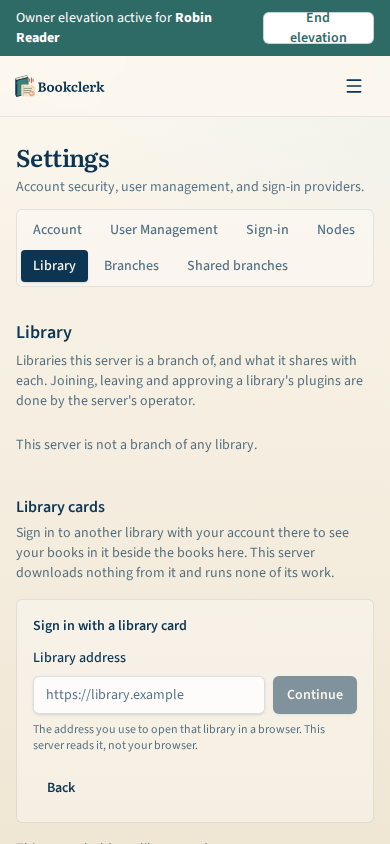 Owner elevation active for Robin
Reader
End
elevation
Bookclerk
Settings
Account security, user management, and sign-in providers.
Account User Management Sign-in Nodes
Library Branches Shared branches
Library
Libraries this server is a branch of, and what it shares with
each. Joining, leaving and approving a library's plugins are
done by the server's operator.
This server is not a branch of any library.
Library cards
Sign in to another library with your account there to see
your books in it beside the books here. This server
downloads nothing from it and runs none of its work.
Sign in with a library card
Library address
https://library.example
Continue
The address you use to open that library in a browser. This
server reads it, not your browser.
Back